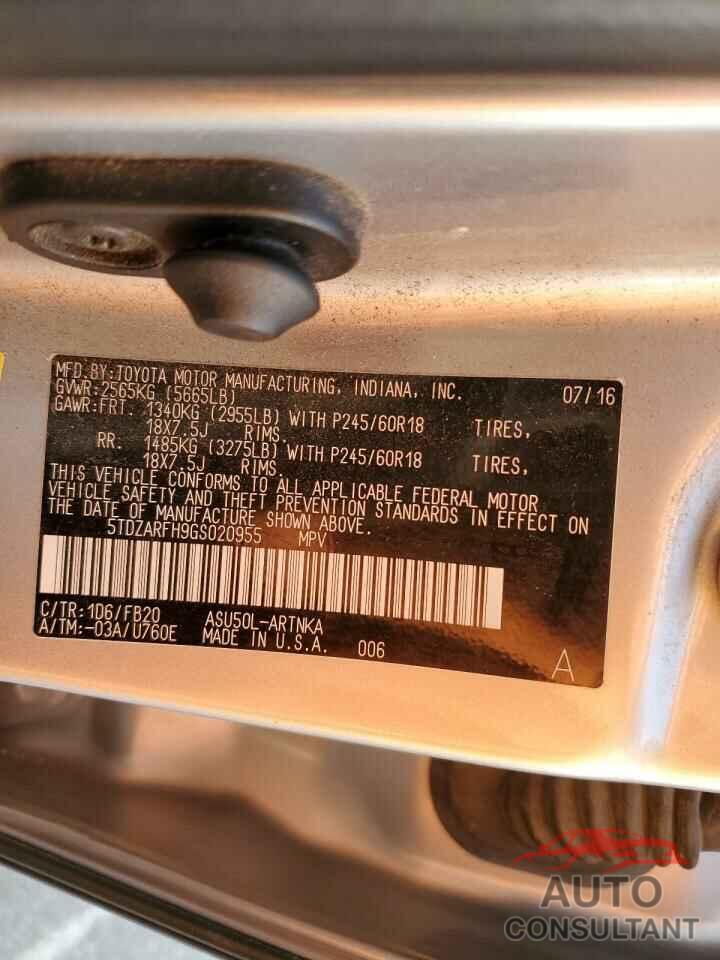 MFD.BY:TOYOTA MOTOR MANUFACTURING, INDIANA, INC. 07/16
GVWR:2565KG (5665LB)
GAWR:FRT. 1340KG (2955LB) WITH P245/60R18 TIRES,
18X7.5J RIMS.
RR. 1485KG (3275LB) WITH P245/60R18 TIRES,
18X7.5J RIMS.
THIS VEHICLE CONFORMS TO ALL APPLICABLE FEDERAL MOTOR
VEHICLE SAFETY AND THEFT PREVENTION STANDARDS IN EFFECT ON
THE DATE OF MANUFACTURE SHOWN ABOVE.
5TDZARFH9GS020955 MPV
C/TR:1D6/FB20 ASU50L-ARTNKA
A/TM:-03A/U760E MADE IN U.S.A. 006 A
AUTO
CONSULTANT